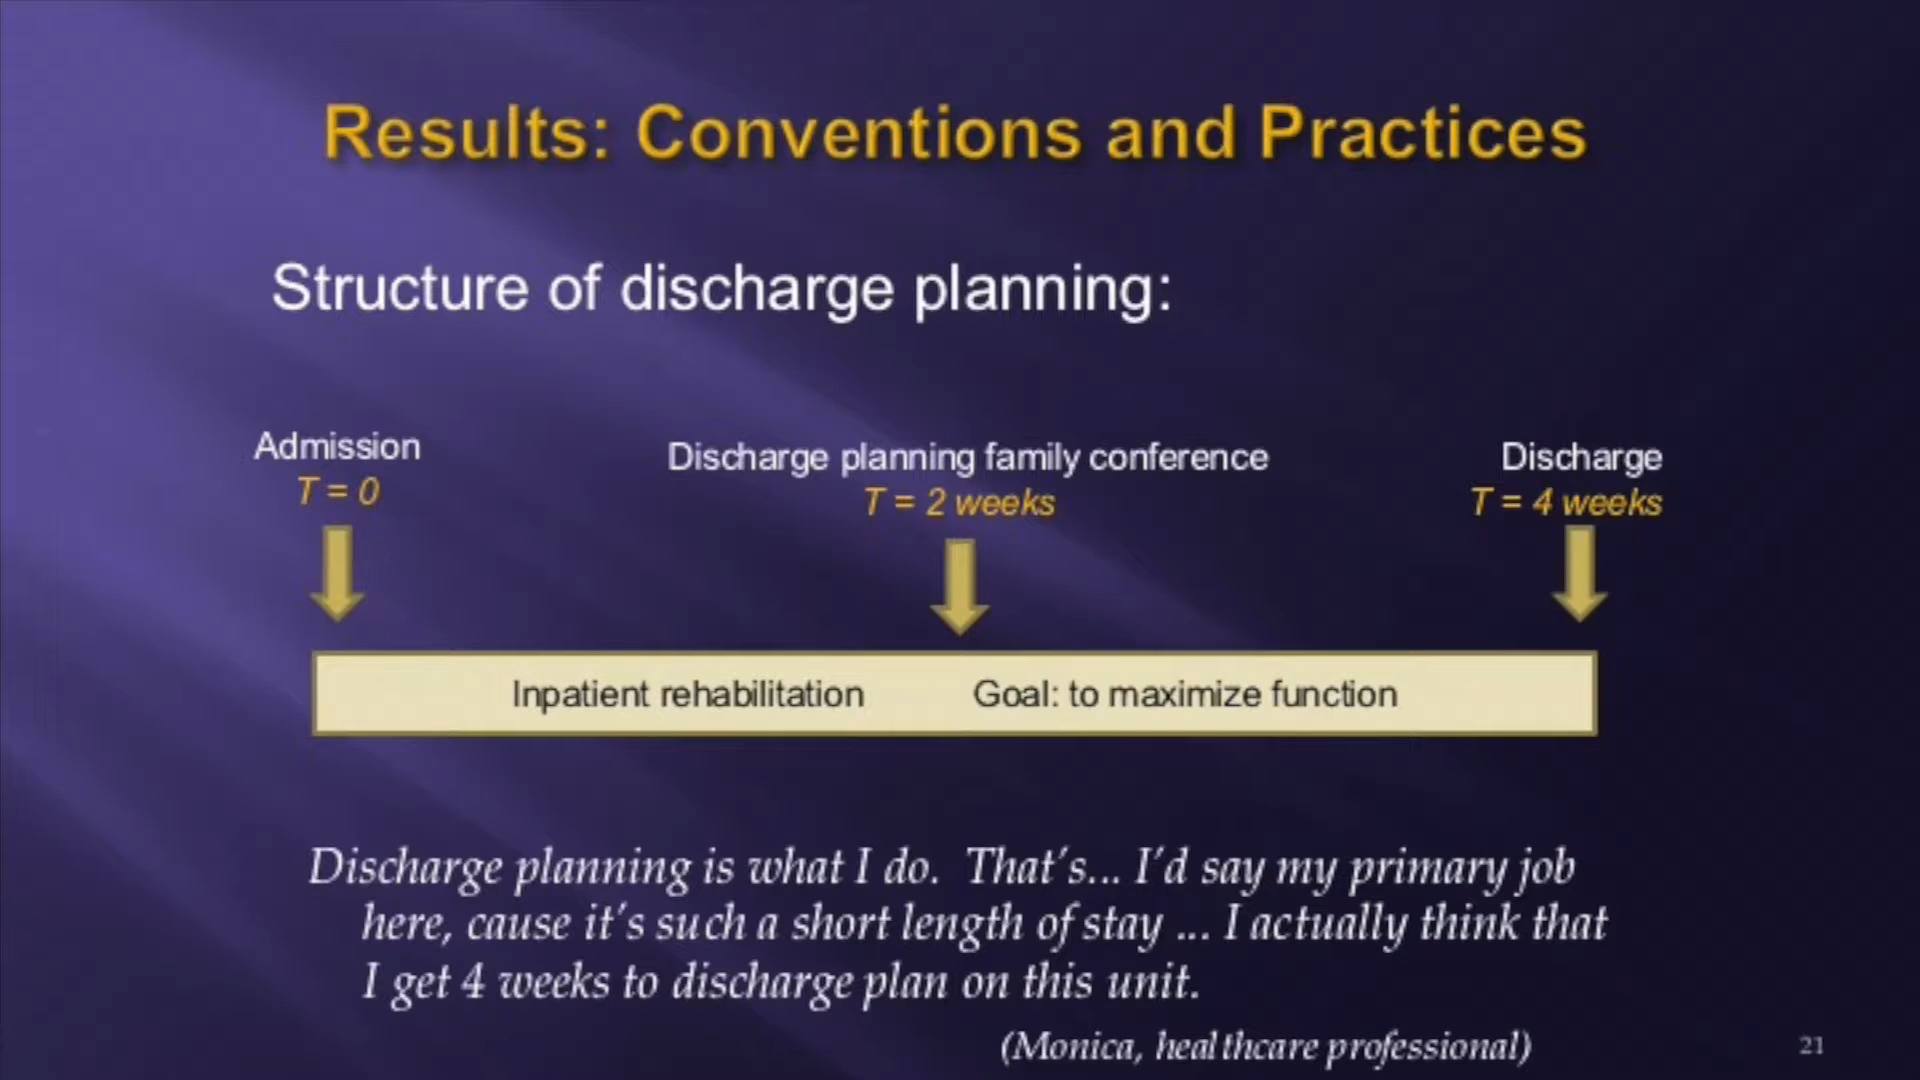 Results: Conventions and Practices
Structure of discharge planning:
Admission
T = 0
Discharge planning family conference
T = 2 weeks
Discharge
T = 4 weeks
Inpatient rehabilitation Goal: to maximize function
Discharge planning is what I do. That's... I'd say my primary job
here, cause it's such a short length of stay ... I actually think that
I get 4 weeks to discharge plan on this unit.
(Monica, healthcare professional)
21